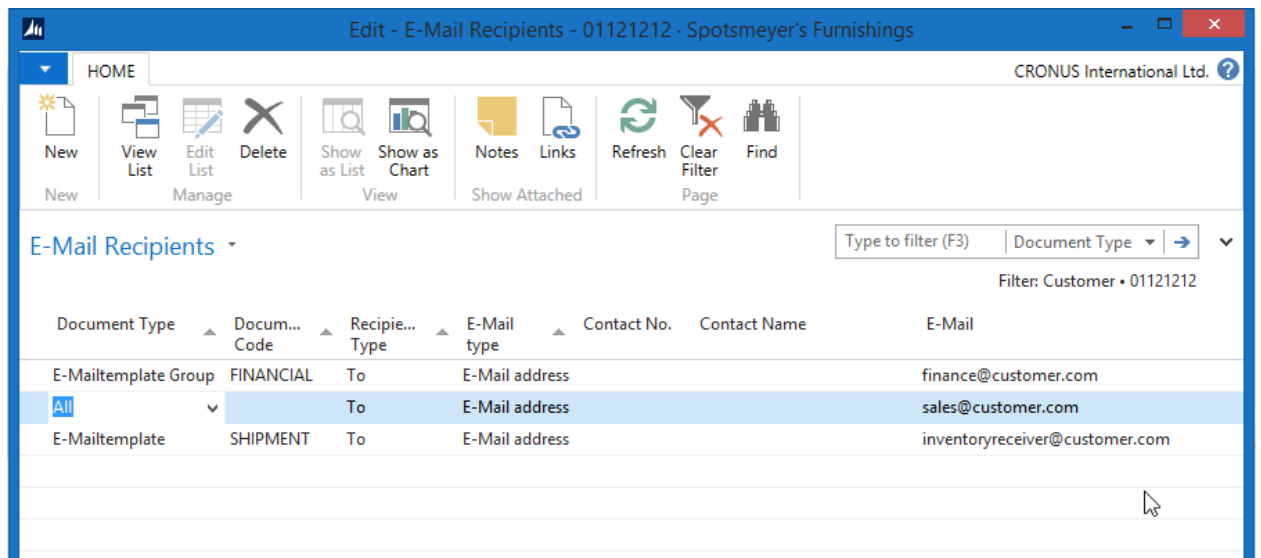 Edit - E-Mail Recipients - 01121212 · Spotsmeyer's Furnishings
HOME
CRONUS International Ltd.
New
View List
Edit List
Delete
Show as List
Show as Chart
Notes
Links
Refresh
Clear Filter
Find
New
Manage
View
Show Attached
Page
E-Mail Recipients
Type to filter (F3)
Document Type
Filter: Customer • 01121212
Document Type Docum... Code Recipie... Type E-Mail type Contact No. Contact Name E-Mail
E-Mailtemplate Group FINANCIAL To E-Mail address finance@customer.com
All To E-Mail address sales@customer.com
E-Mailtemplate SHIPMENT To E-Mail address inventoryreceiver@customer.com